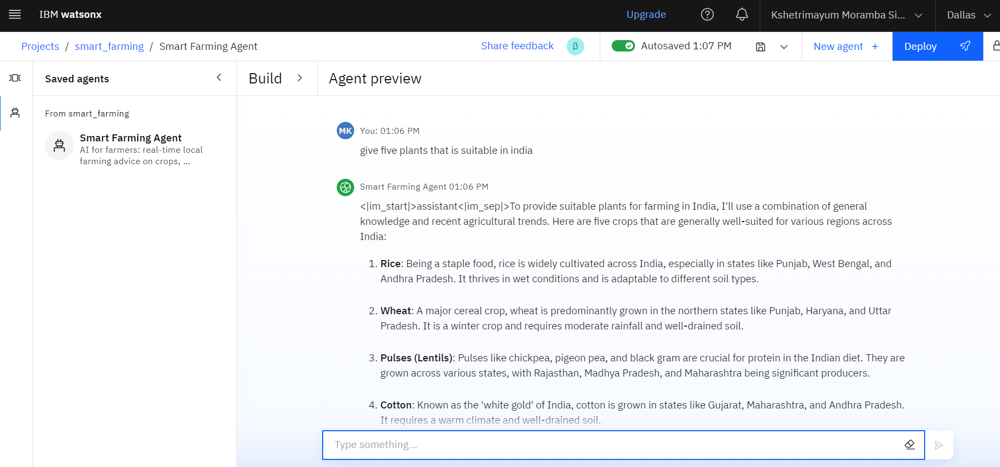 IBM watsonx
Upgrade
Kshetrimayum Moramba Si...
Dallas
Projects / smart_farming / Smart Farming Agent
Share feedback
β
Autosaved 1:07 PM
New agent +
Deploy
Saved agents
Build
Agent preview
From smart_farming
Smart Farming Agent
AI for farmers: real-time local
farming advice on crops, ...
MK
You: 01:06 PM
give five plants that is suitable in india
Smart Farming Agent 01:06 PM
<|im_start|>assistant<|im_sep|>To provide suitable plants for farming in India, I'll use a combination of general
knowledge and recent agricultural trends. Here are five crops that are generally well-suited for various regions across
India:
1. Rice: Being a staple food, rice is widely cultivated across India, especially in states like Punjab, West Bengal, and
Andhra Pradesh. It thrives in wet conditions and is adaptable to different soil types.
2. Wheat: A major cereal crop, wheat is predominantly grown in the northern states like Punjab, Haryana, and Uttar
Pradesh. It is a winter crop and requires moderate rainfall and well-drained soil.
3. Pulses (Lentils): Pulses like chickpea, pigeon pea, and black gram are crucial for protein in the Indian diet. They are
grown across various states, with Rajasthan, Madhya Pradesh, and Maharashtra being significant producers.
4. Cotton: Known as the 'white gold' of India, cotton is grown in states like Gujarat, Maharashtra, and Andhra Pradesh.
It requires a warm climate and well-drained soil.
Type something...